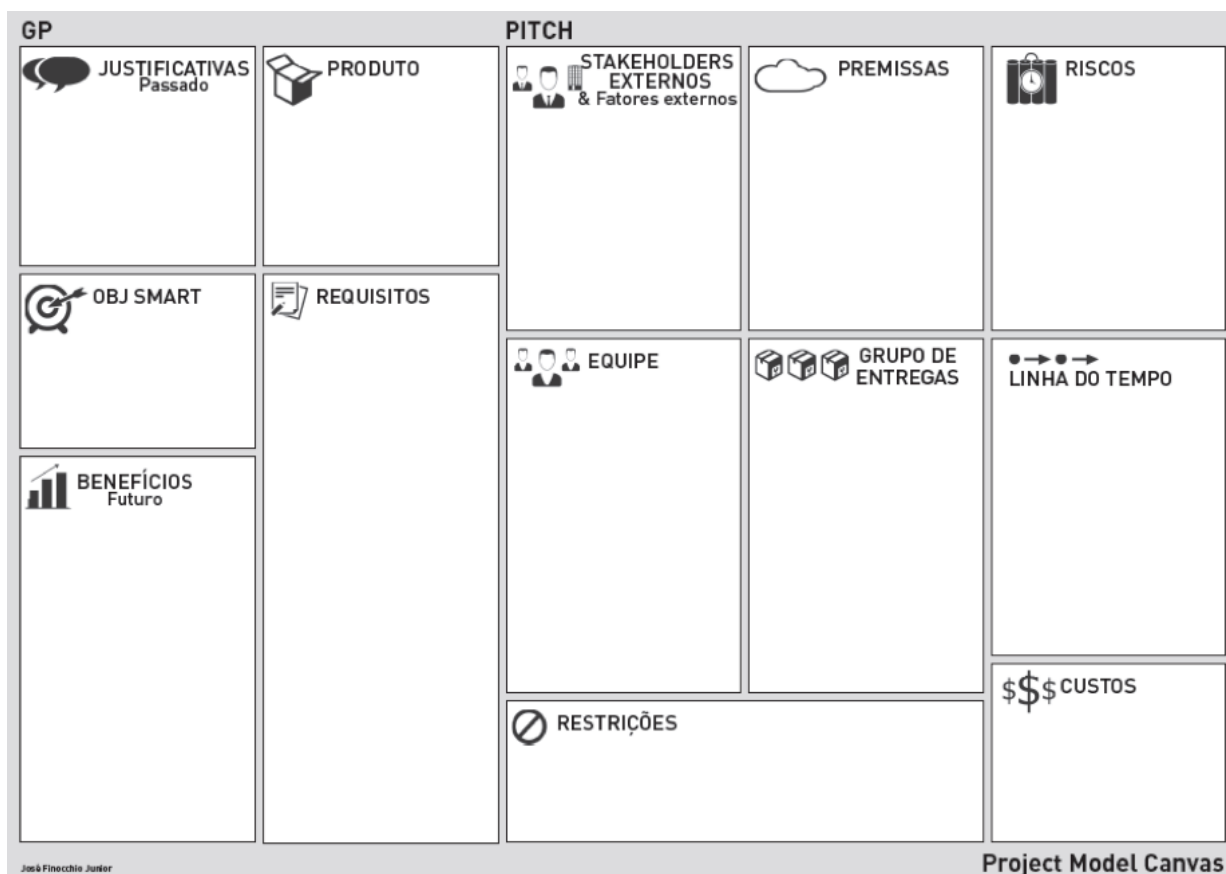 GP
PITCH
JUSTIFICATIVAS
Passado
PRODUTO
STAKEHOLDERS
EXTERNOS
& Fatores externos
PREMISSAS
RISCOS
OBJ SMART
REQUISITOS
EQUIPE
GRUPO DE
ENTREGAS
LINHA DO TEMPO
BENEFÍCIOS
Futuro
$$$ CUSTOS
RESTRIÇÕES
José Finocchio Junior
Project Model Canvas